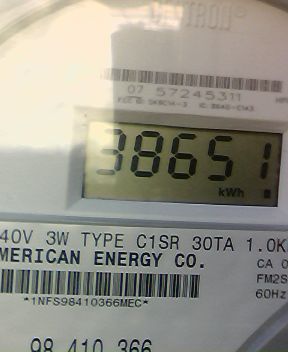 07 57245311
38651
kWh
40V 3W TYPE C1SR 30TA 1.0K
MERICAN ENERGY CO.
CA 0
FM2S
60Hz
*1NFS98410366MEC*
98 410 366